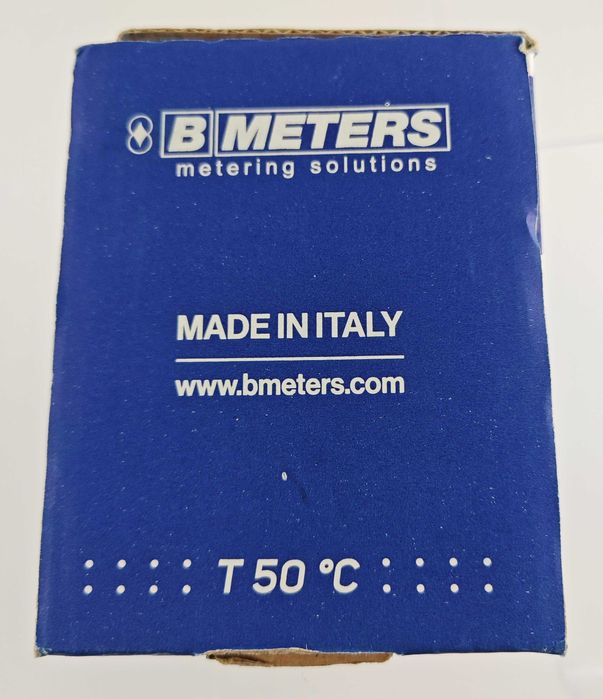 B METERS
metering solutions
MADE IN ITALY
www.bmeters.com
T 50 °C